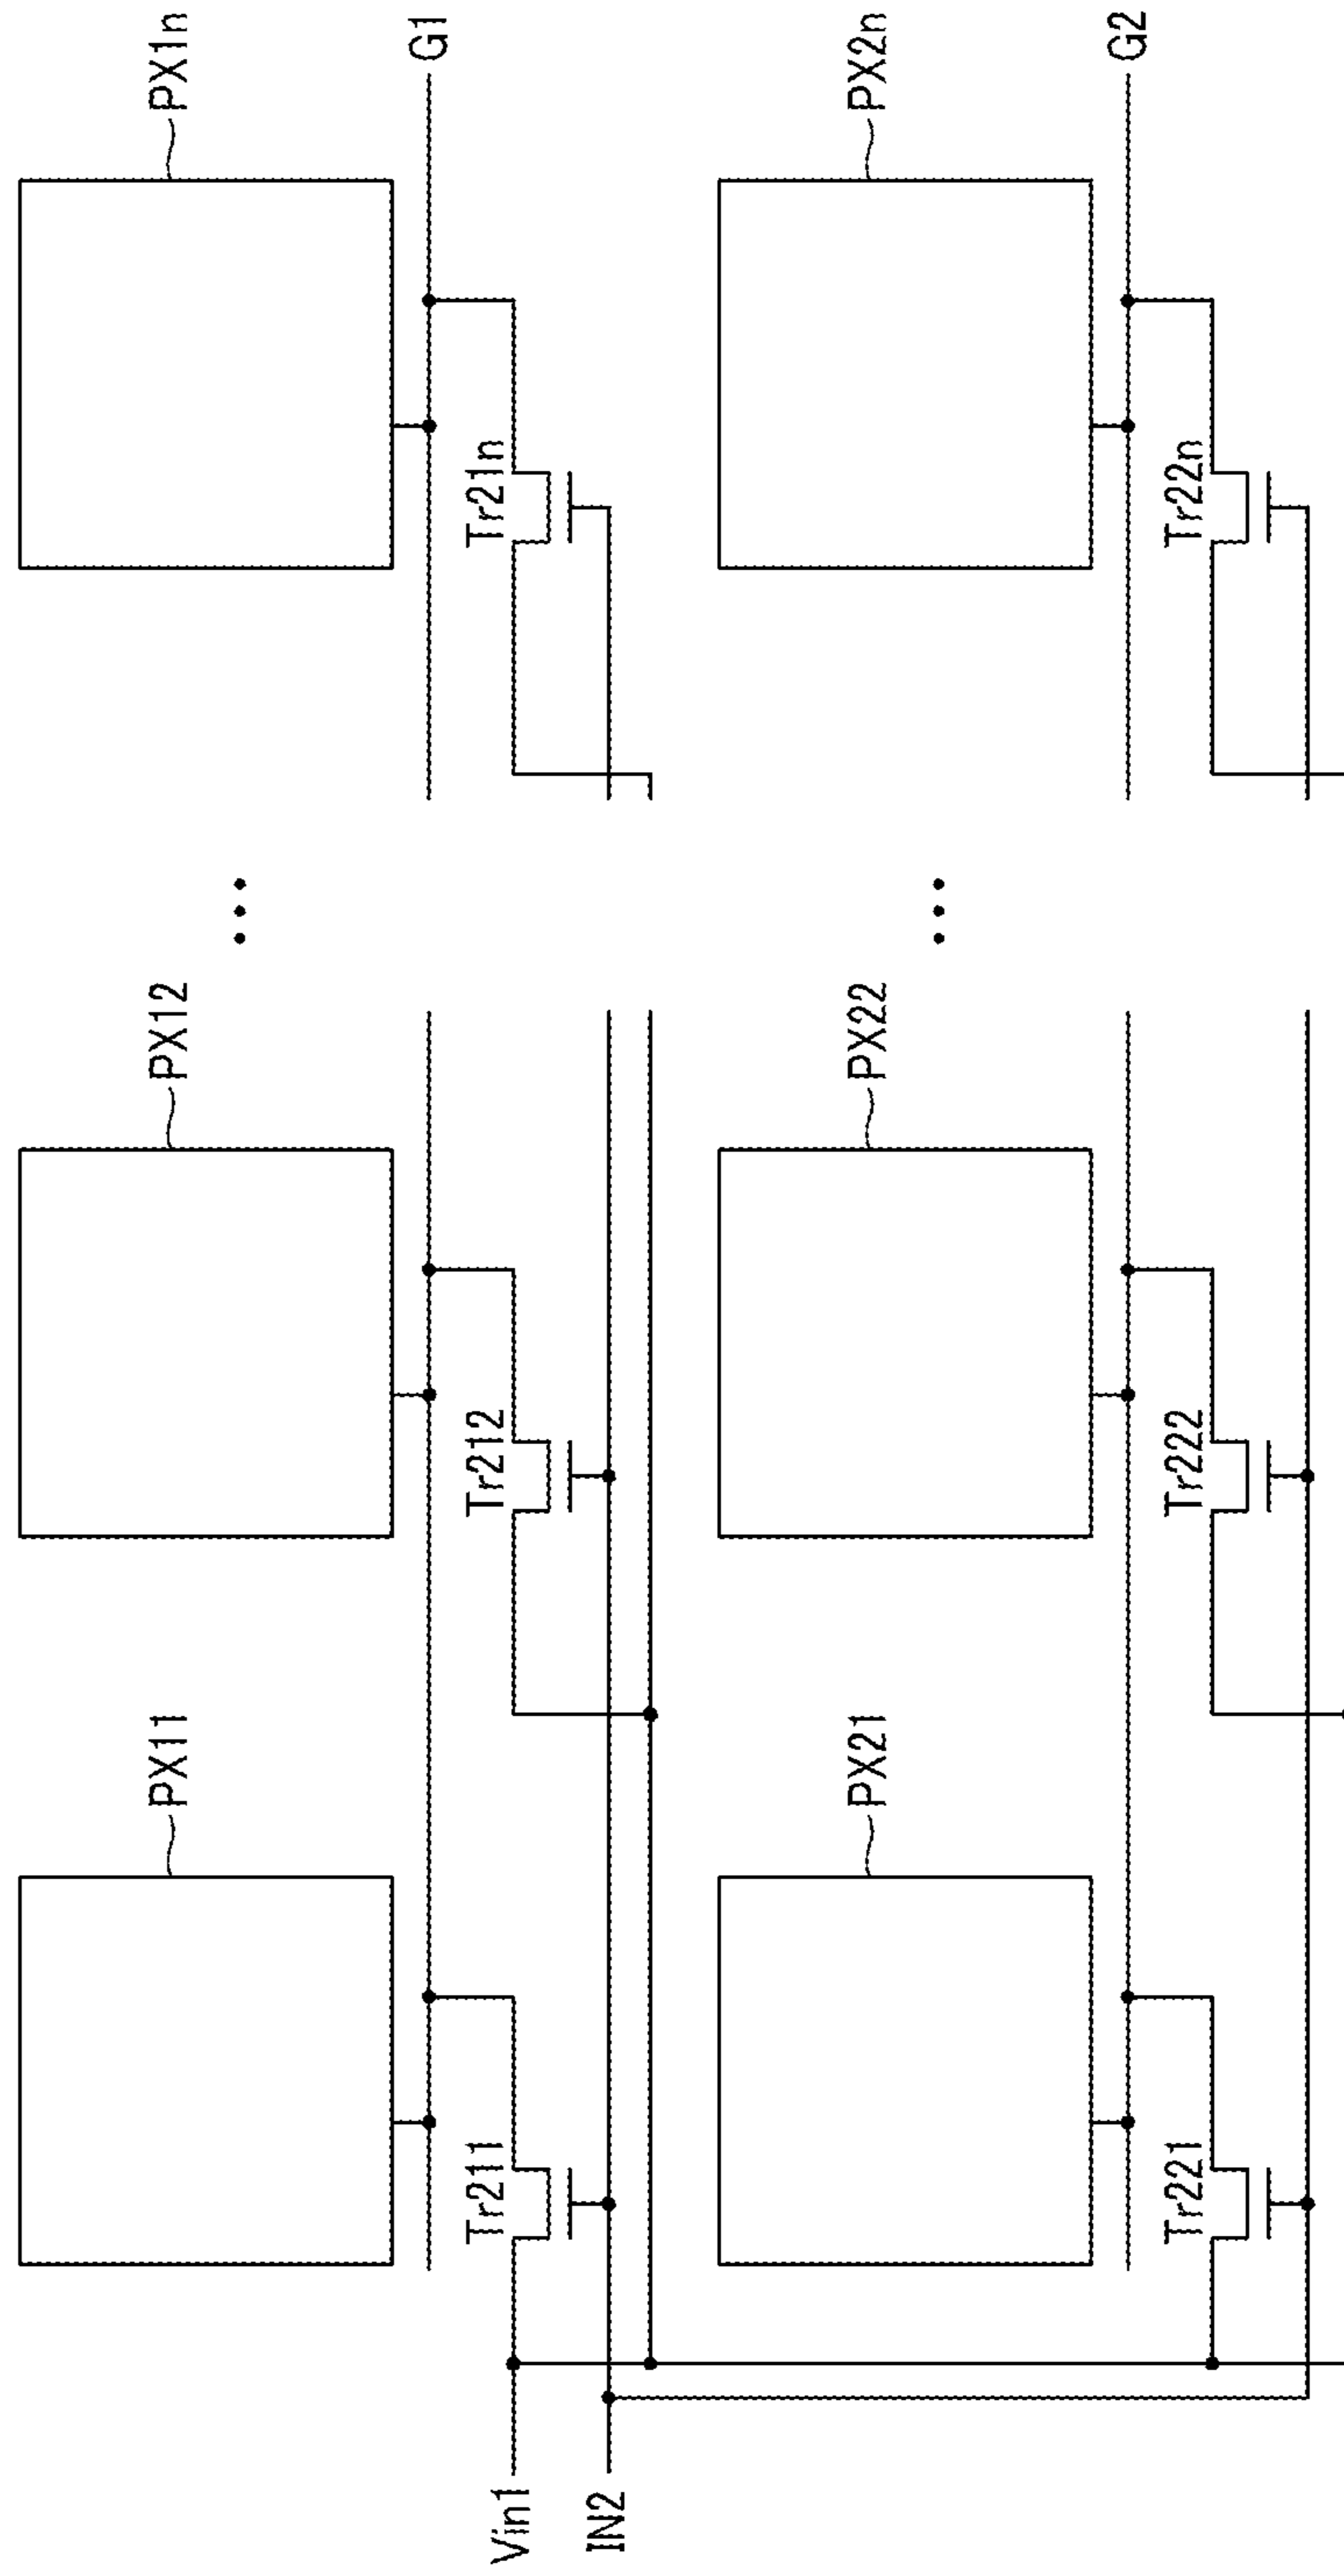 PX11
PX12
PX1n
G1
Tr211
Tr212
Tr21n
Vin1
IN2
PX21
PX22
PX2n
G2
Tr221
Tr222
Tr22n